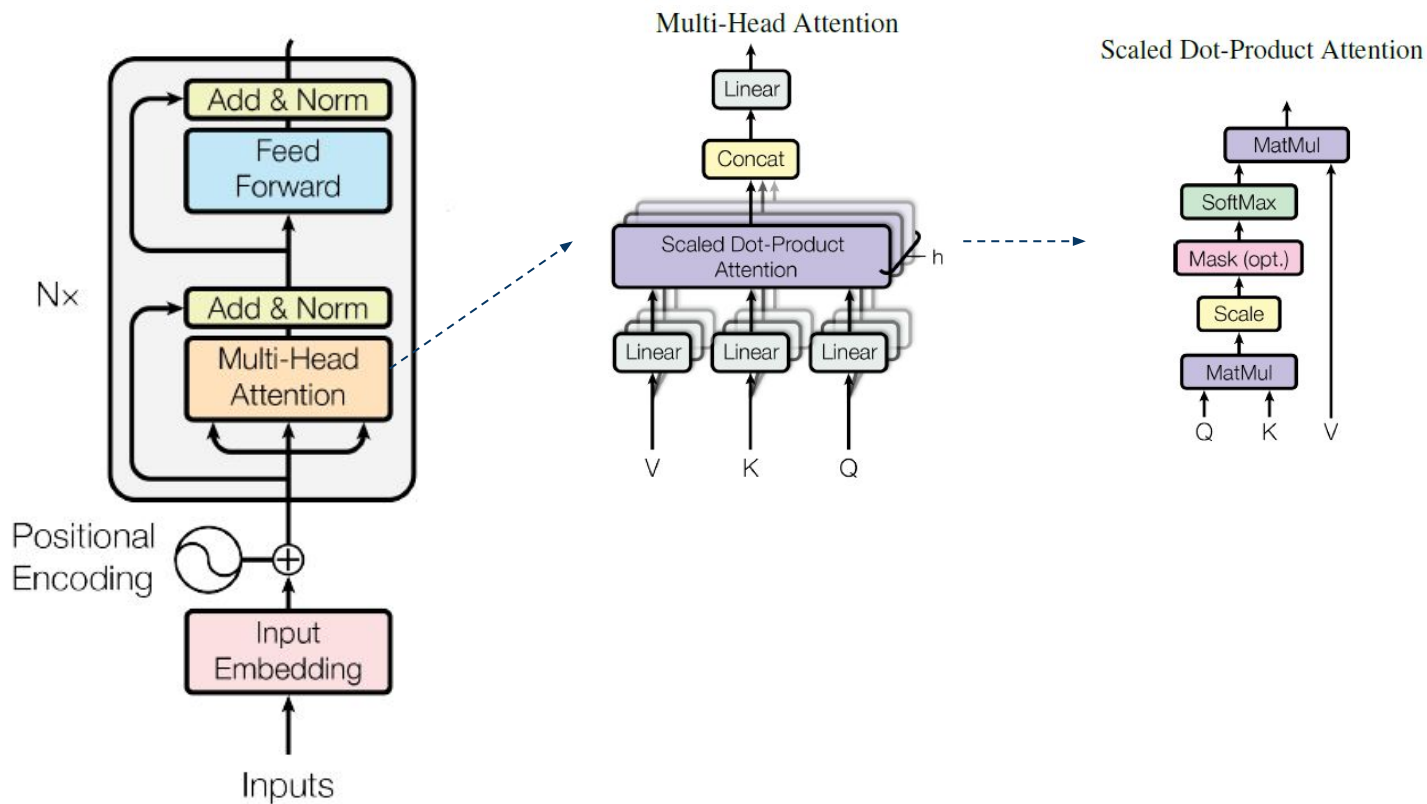 Add & Norm
Feed
Forward
Nx
Add & Norm
Multi-Head
Attention
Positional
Encoding
Input
Embedding
Inputs
Multi-Head Attention
Linear
Concat
Scaled Dot-Product
Attention
h
Linear
Linear
Linear
V
K
Q
Scaled Dot-Product Attention
MatMul
SoftMax
Mask (opt.)
Scale
MatMul
Q
K
V